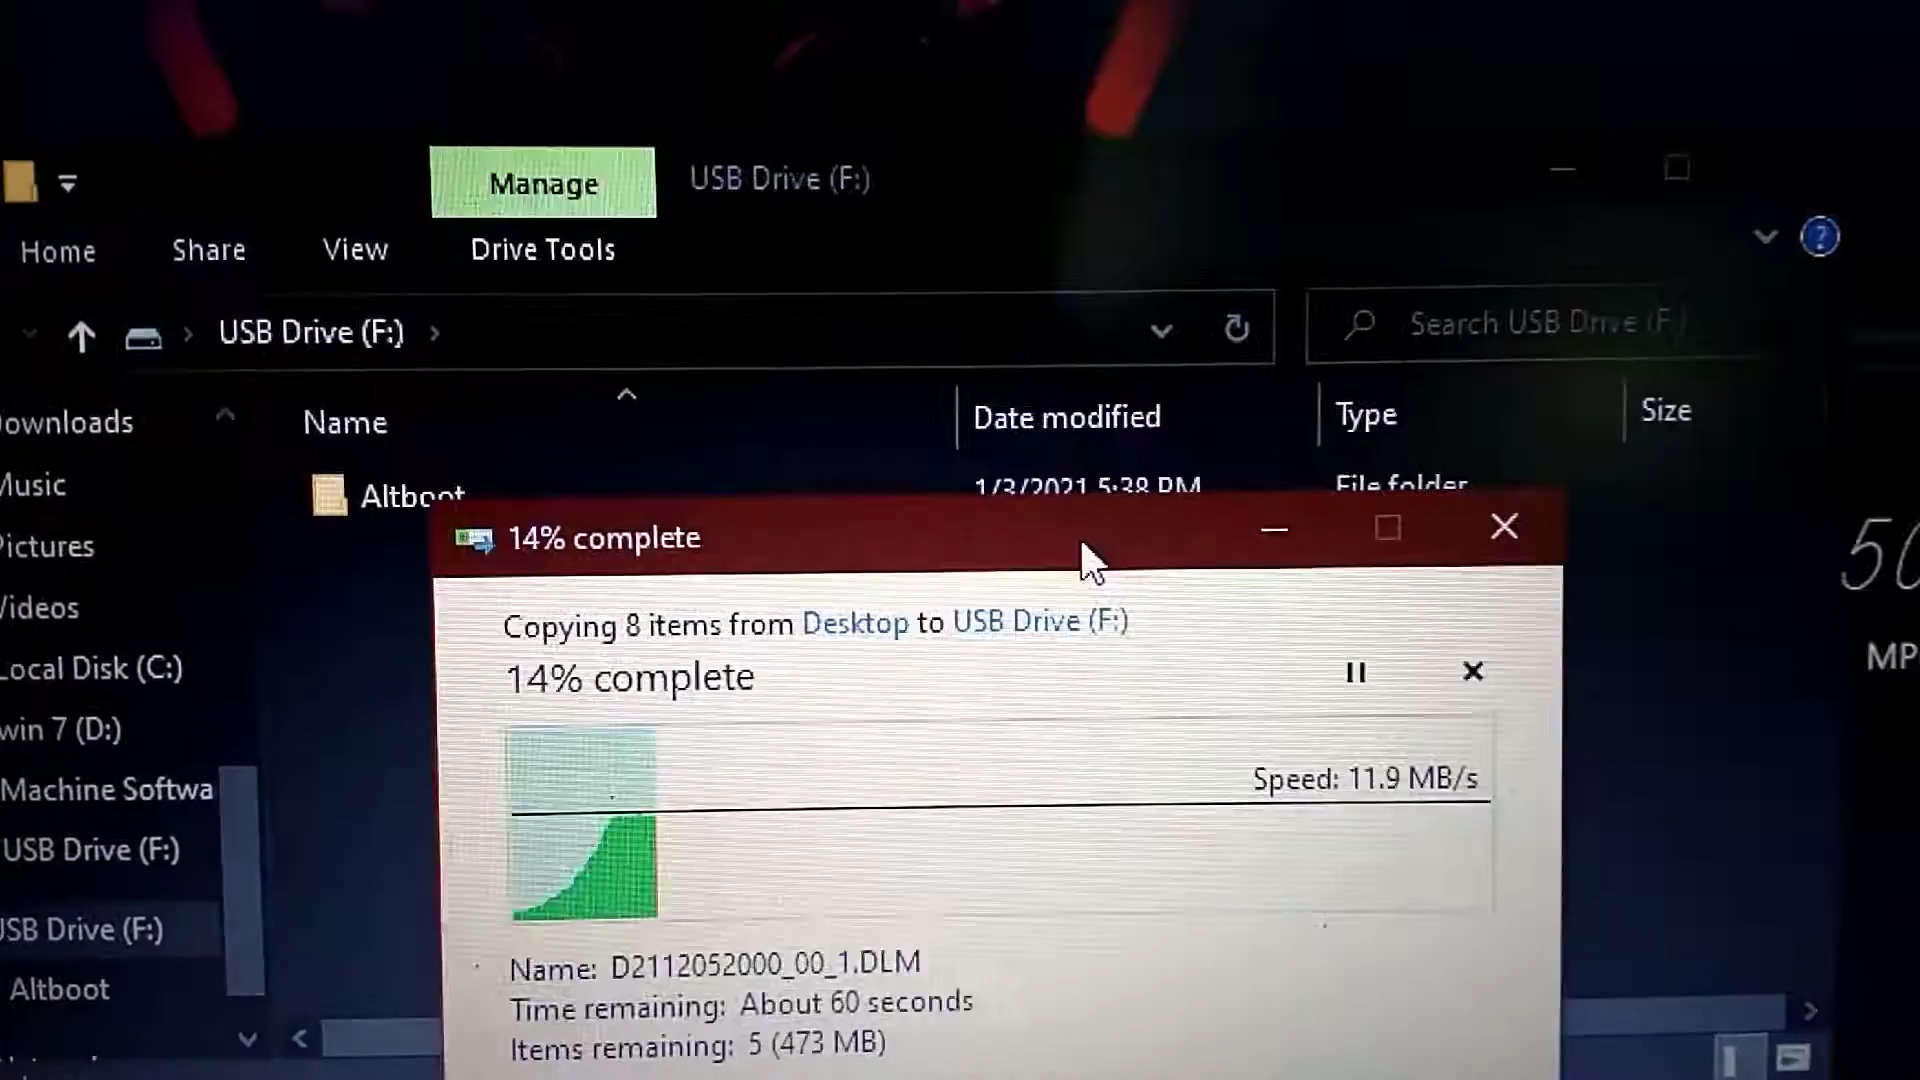 Manage
USB Drive (F:)
Home
Share
View
Drive Tools
USB Drive (F:)
Search USB Drive (F:)
ownloads
Name
Date modified
Type
Size
Music
Altboot
1/3/2021 5:38 PM
File folder
ictures
14% complete
50
Videos
Copying 8 items from Desktop to USB Drive (F:)
Local Disk (C:)
14% complete
MP
win 7 (D:)
Machine Softwa
Speed: 11.9 MB/s
USB Drive (F:)
USB Drive (F:)
Name: D2112052000_00_1.DLM
Altboot
Time remaining: About 60 seconds
Items remaining: 5 (473 MB)